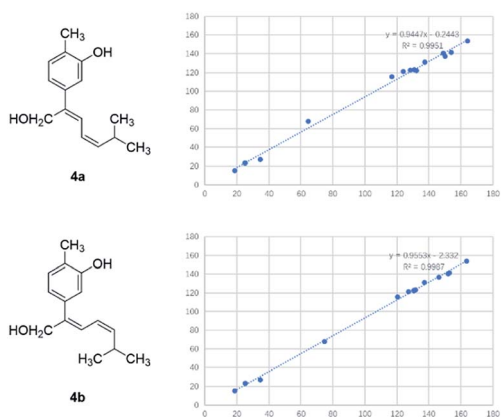 CH₃
OH
HOH₂C
CH₃
CH₃
4a
180
160
140
120
100
80
60
40
20
0
y = 0.9447x - 0.2443
R² = 0.9951
0 20 40 60 80 100 120 140 160 180
CH₃
OH
HOH₂C
H₃C CH₃
4b
180
160
140
120
100
80
60
40
20
0
y = 0.9553x - 2.332
R² =
0 20 40 60 80 100 120 140 160 180